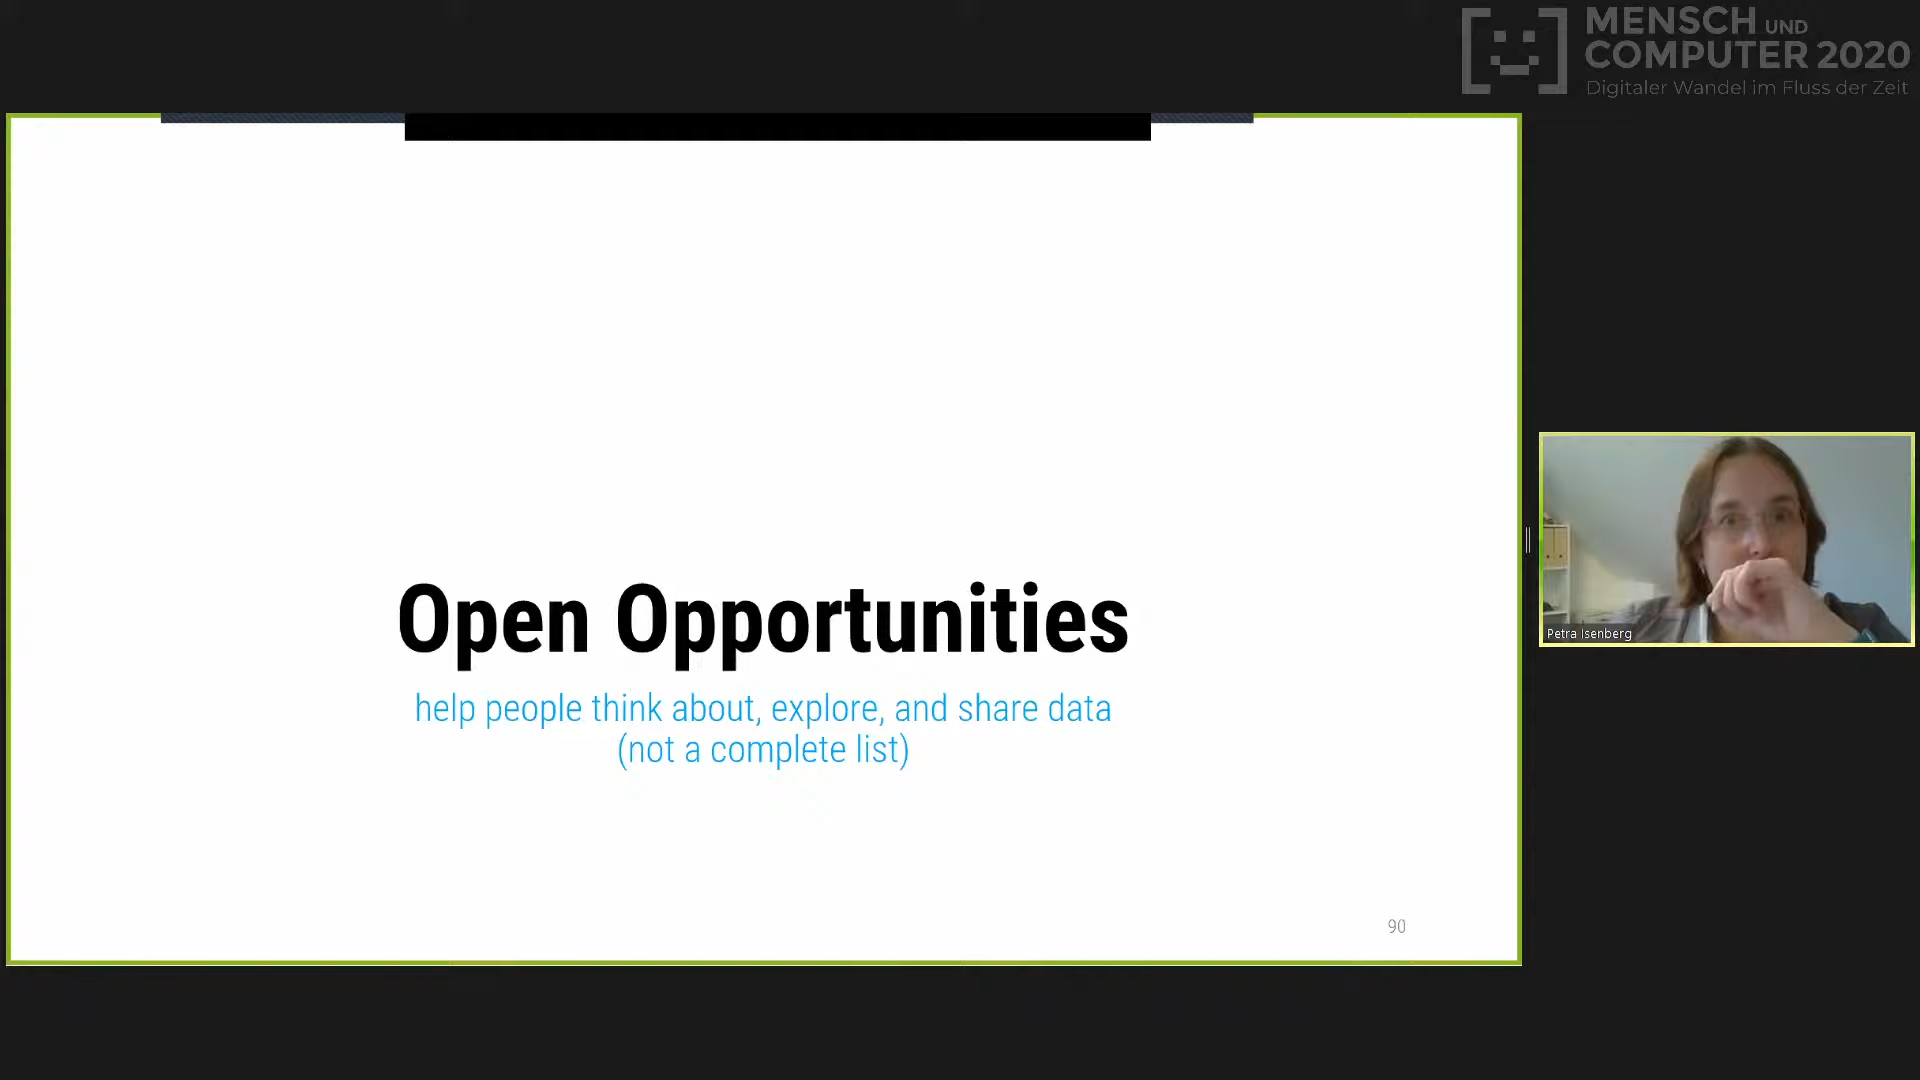 MENSCH UND
COMPUTER 2020
Digitaler Wandel im Fluss der Zeit
Open Opportunities
help people think about, explore, and share data
(not a complete list)
90
Petra Isenberg